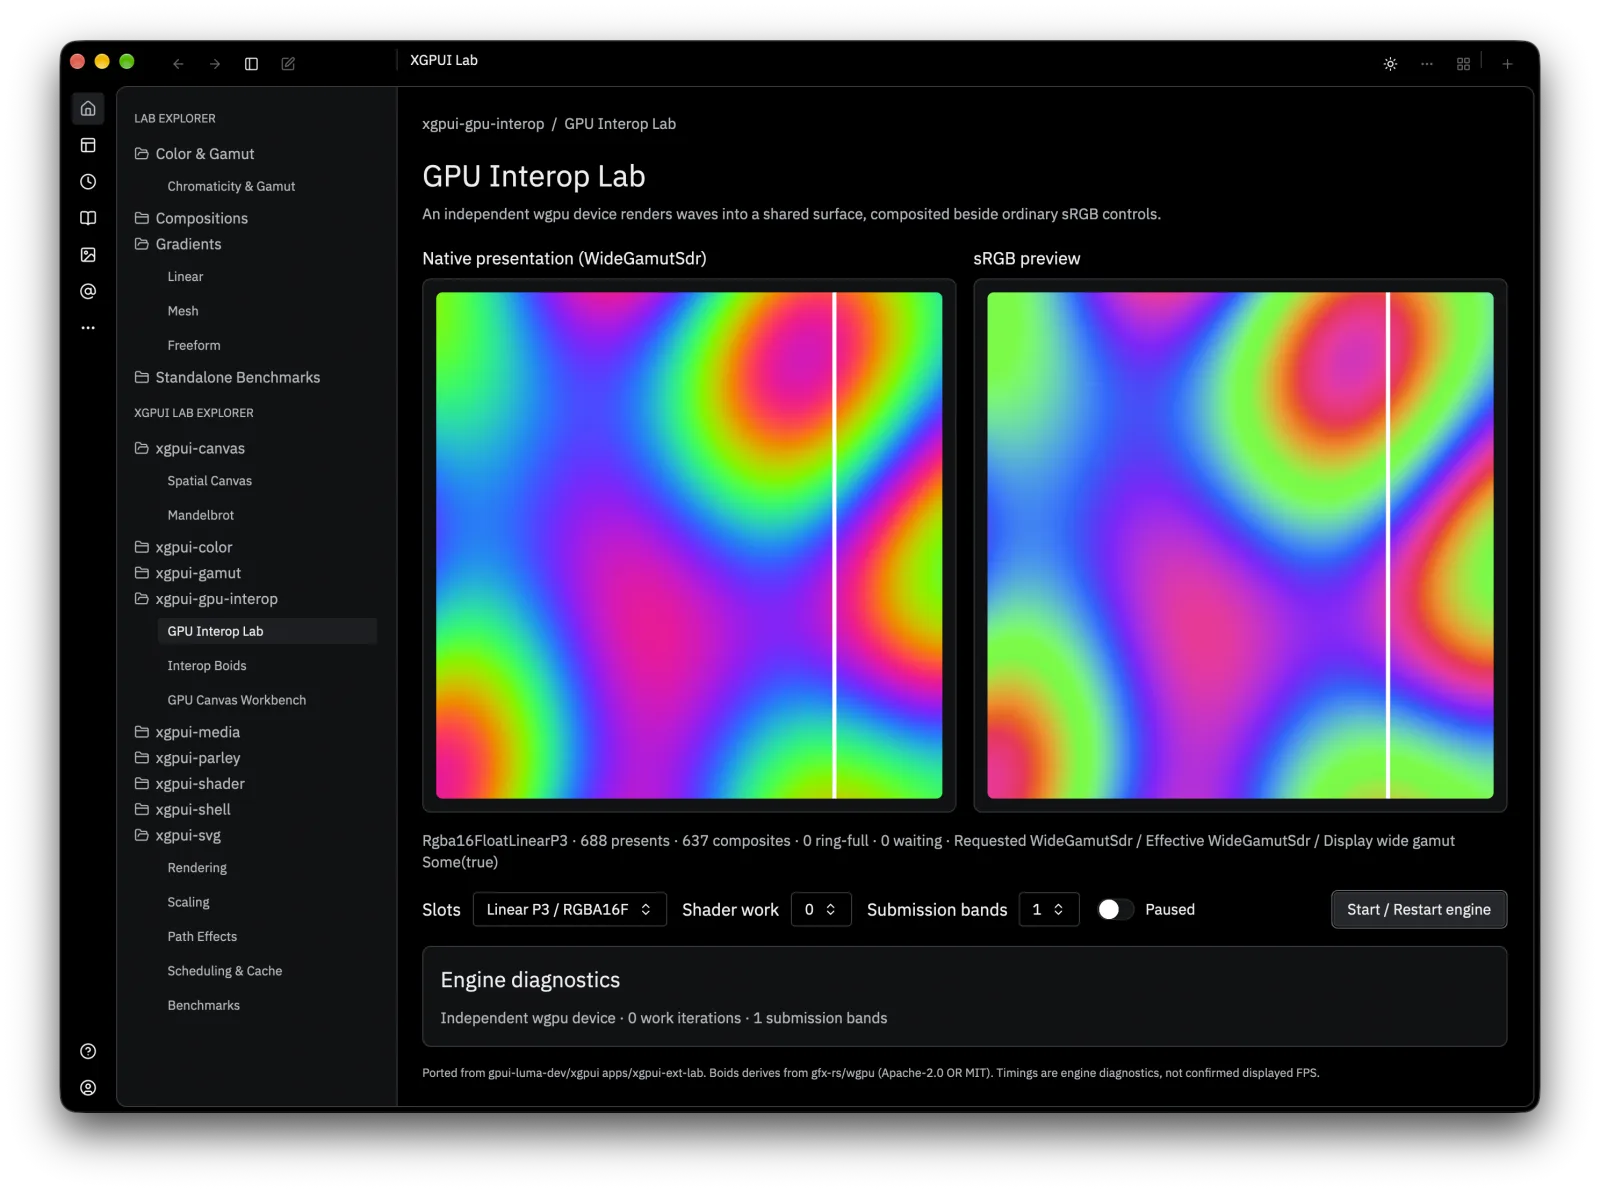 XGPUI Lab
LAB EXPLORER
Color & Gamut
Chromaticity & Gamut
Compositions
Gradients
Linear
Mesh
Freeform
Standalone Benchmarks
XGPUI LAB EXPLORER
xgpui-canvas
Spatial Canvas
Mandelbrot
xgpui-color
xgpui-gamut
xgpui-gpu-interop
GPU Interop Lab
Interop Boids
GPU Canvas Workbench
xgpui-media
xgpui-parley
xgpui-shader
xgpui-shell
xgpui-svg
Rendering
Scaling
Path Effects
Scheduling & Cache
Benchmarks
xgpui-gpu-interop / GPU Interop Lab
GPU Interop Lab
An independent wgpu device renders waves into a shared surface, composited beside ordinary sRGB controls.
Native presentation (WideGamutSdr)
sRGB preview
Rgba16FloatLinearP3 · 688 presents · 637 composites · 0 ring-full · 0 waiting · Requested WideGamutSdr / Effective WideGamutSdr / Display wide gamut
Some(true)
Slots Linear P3 / RGBA16F Shader work 0 Submission bands 1 Paused Start / Restart engine
Engine diagnostics
Independent wgpu device · 0 work iterations · 1 submission bands
Ported from gpui-luma-dev/xgpui apps/xgpui-ext-lab. Boids derives from gfx-rs/wgpu (Apache-2.0 OR MIT). Timings are engine diagnostics, not confirmed displayed FPS.